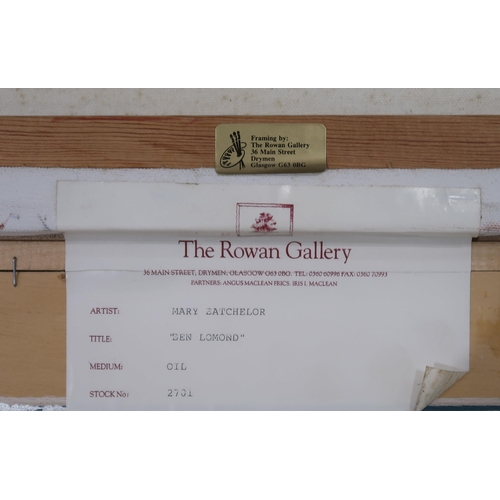 Framing by:
The Rowan Gallery
36 Main Street
Drymen
Glasgow G63 0BG
The Rowan Gallery
36 MAIN STREET, DRYMEN, GLASGOW G63 0BG. TEL: 0360 60996 FAX: 0360 70993
PARTNERS: ANGUS MACLEAN FRICS. IRIS J. MACLEAN
ARTIST: MARY BATCHELOR
TITLE: "BEN LOMOND"
MEDIUM: OIL
STOCK No: 2701